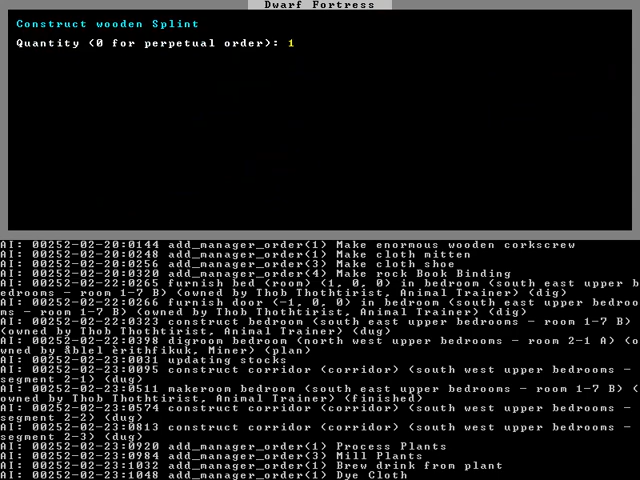 Dwarf Fortress
Construct wooden Splint
Quantity (0 for perpetual order): 1
AI: 00252-02-20:0144 add_manager_order(1) Make enormous wooden corkscrew
AI: 00252-02-20:0248 add_manager_order(1) Make cloth mitten
AI: 00252-02-20:0256 add_manager_order(3) Make cloth shoe
AI: 00252-02-20:0320 add_manager_order(4) Make rock Book Binding
AI: 00252-02-22:0265 furnish bed (room) (1, 0, 0) in bedroom (south east upper b
edrooms – room 1-7 B) (owned by Thob Thothtirist, Animal Trainer) (dig)
AI: 00252-02-22:0266 furnish door (-1, 0, 0) in bedroom (south east upper bedroo
ms – room 1-7 B) (owned by Thob Thothtirist, Animal Trainer) (dig)
AI: 00252-02-22:0323 construct bedroom (south east upper bedrooms – room 1-7 B)
(owned by Thob Thothtirist, Animal Trainer) (dug)
AI: 00252-02-22:0398 digroom bedroom (north west upper bedrooms – room 2-1 A) (o
wned by &blel èrithfikuk, Miner) (plan)
AI: 00252-02-23:0031 updating stocks
AI: 00252-02-23:0095 construct corridor (corridor) (south west upper bedrooms –
segment 2-1) (dug)
AI: 00252-02-23:0511 makeroom bedroom (south east upper bedrooms – room 1-7 B) (
owned by Thob Thothtirist, Animal Trainer) (finished)
AI: 00252-02-23:0574 construct corridor (corridor) (south west upper bedrooms –
segment 2-2) (dug)
AI: 00252-02-23:0813 construct corridor (corridor) (south west upper bedrooms –
segment 2-3) (dug)
AI: 00252-02-23:0920 add_manager_order(1) Process Plants
AI: 00252-02-23:0984 add_manager_order(3) Mill Plants
AI: 00252-02-23:1032 add_manager_order(1) Brew drink from plant
AI: 00252-02-23:1048 add_manager_order(1) Dye Cloth